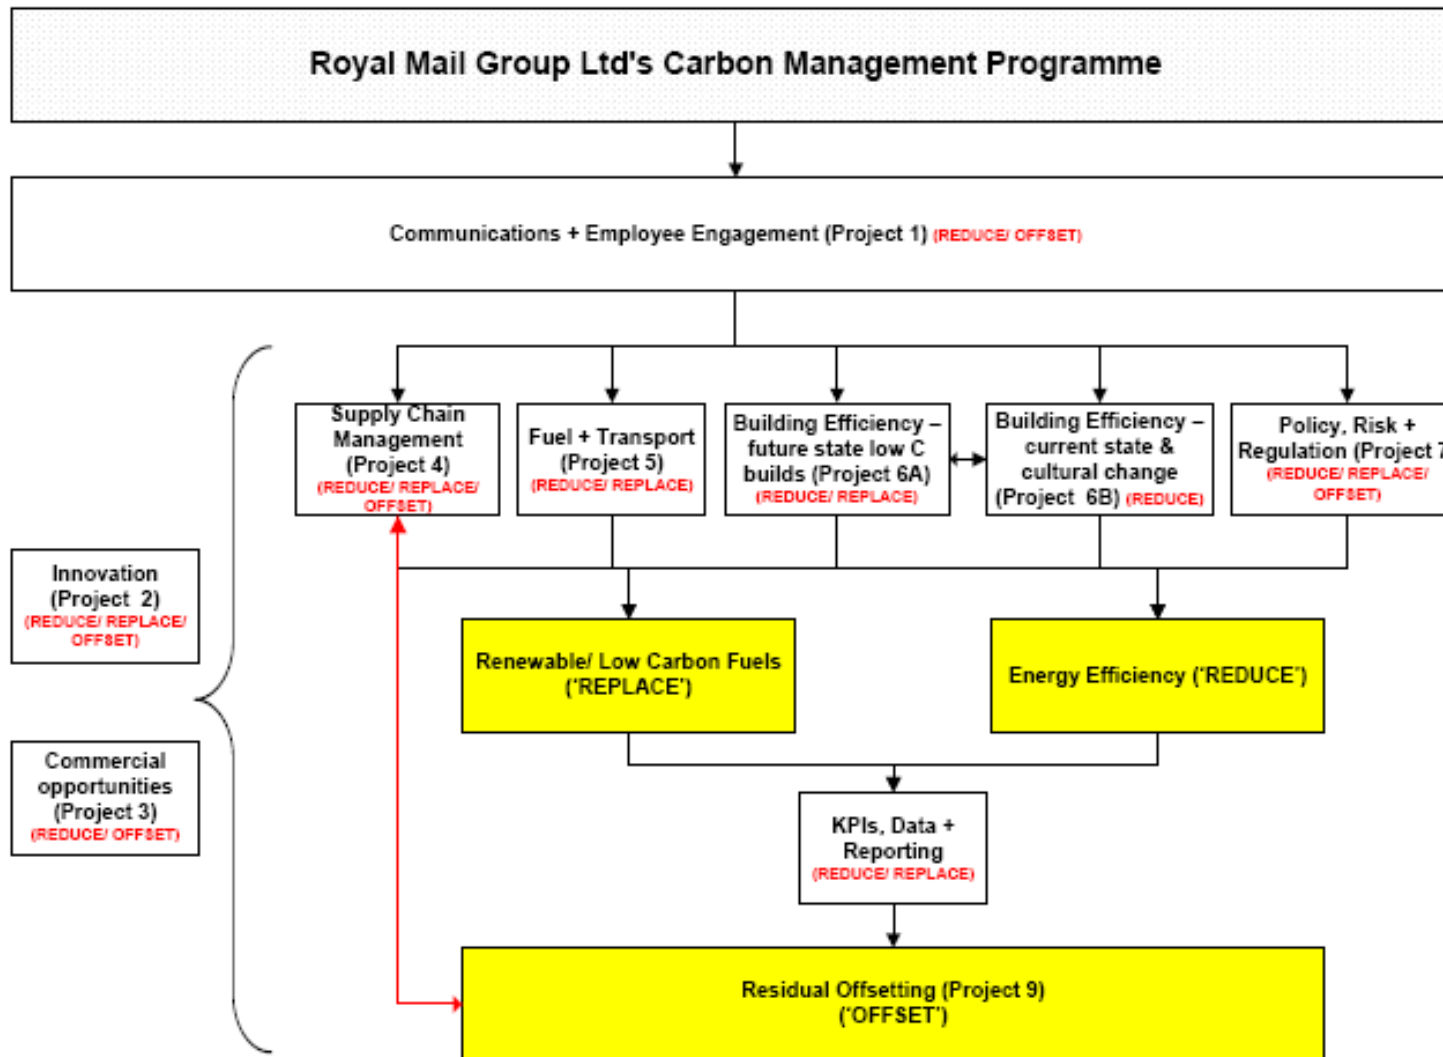 Royal Mail Group Ltd's Carbon Management Programme
Communications + Employee Engagement (Project 1) (REDUCE/ OFFSET)
Supply Chain
Management
(Project 4)
(REDUCE/ REPLACE/
OFFSET)
Fuel + Transport
(Project 5)
(REDUCE/ REPLACE)
Building Efficiency –
future state low C
builds (Project 6A)
(REDUCE/ REPLACE)
Building Efficiency –
current state &
cultural change
(Project 6B) (REDUCE)
Policy, Risk +
Regulation (Project 7
(REDUCE/ REPLACE/
OFFSET)
Innovation
(Project 2)
(REDUCE/ REPLACE/
OFFSET)
Commercial
opportunities
(Project 3)
(REDUCE/ OFFSET)
Renewable/ Low Carbon Fuels
('REPLACE')
Energy Efficiency ('REDUCE')
KPIs, Data +
Reporting
(REDUCE/ REPLACE)
Residual Offsetting (Project 9)
('OFFSET')